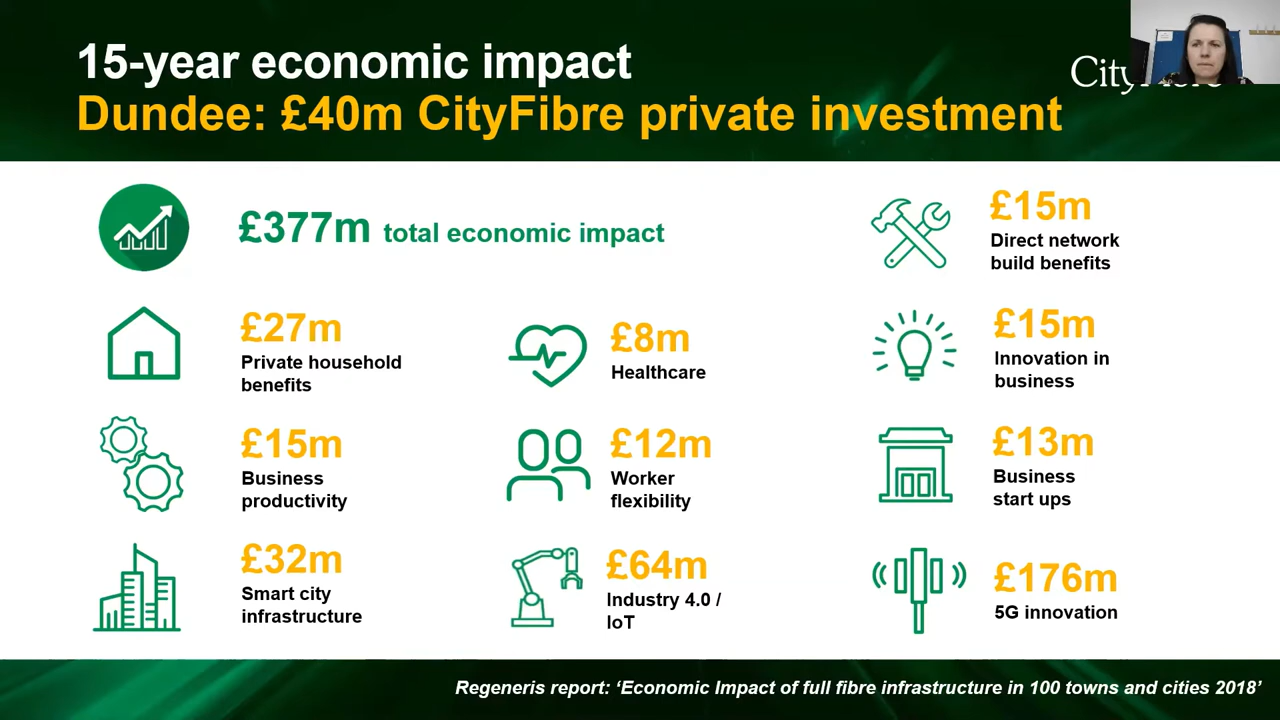 15-year economic impact
Dundee: £40m CityFibre private investment
£377m total economic impact
£15m
Direct network
build benefits
£27m
Private household
benefits
£8m
Healthcare
£15m
Innovation in
business
£15m
Business
productivity
£12m
Worker
flexibility
£13m
Business
start ups
£32m
Smart city
infrastructure
£64m
Industry 4.0 /
IoT
£176m
5G innovation
Regeneris report: ‘Economic Impact of full fibre infrastructure in 100 towns and cities 2018’